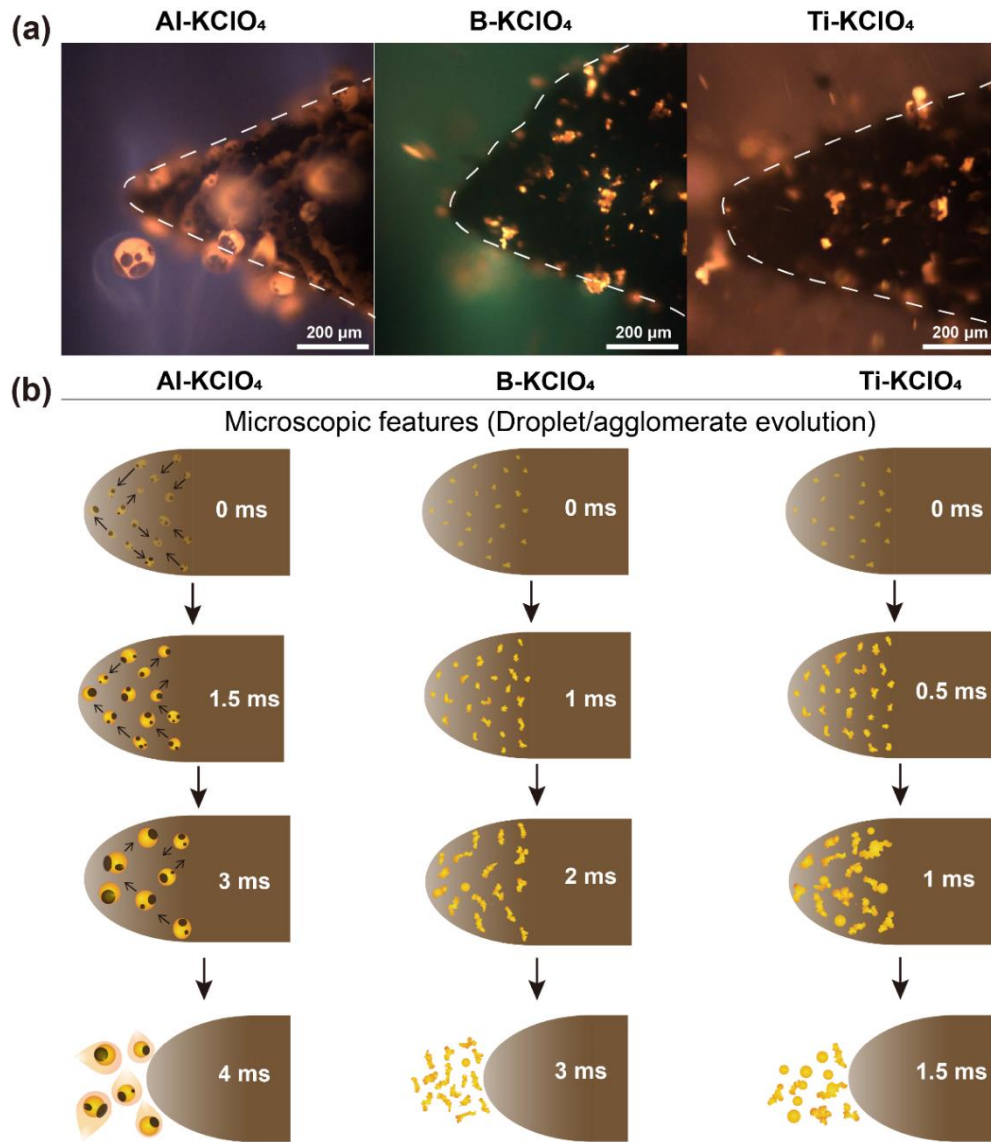 (a)
Al-KClO₄ B-KClO₄ Ti-KClO₄
200 µm 200 µm 200 µm
(b)
Al-KClO₄ B-KClO₄ Ti-KClO₄
Microscopic features (Droplet/agglomerate evolution)
0 ms 0 ms 0 ms
1.5 ms 1 ms 0.5 ms
3 ms 2 ms 1 ms
4 ms 3 ms 1.5 ms